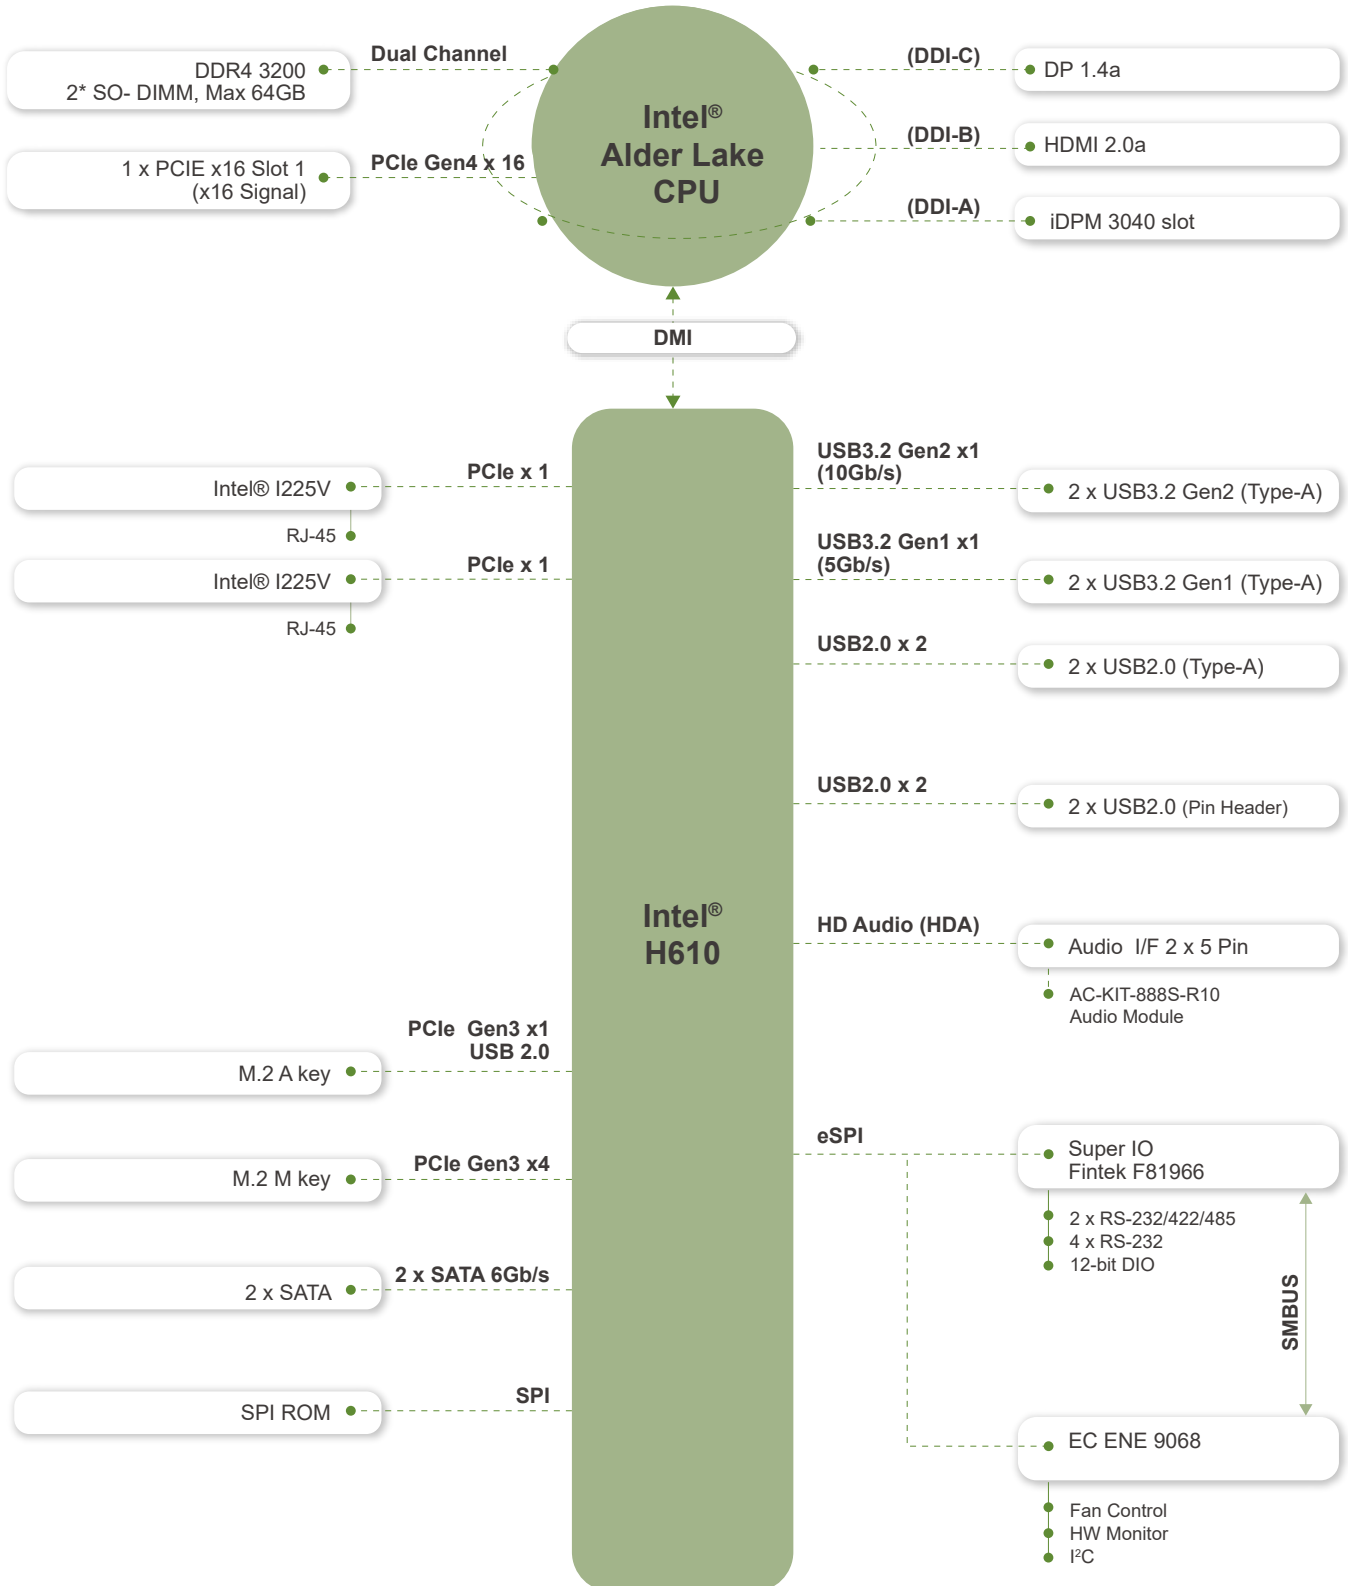 Dual Channel
DDR4 3200
2* SO- DIMM, Max 64GB
PCIe Gen4 x 16
1 x PCIE x16 Slot 1
(x16 Signal)
Intel®
Alder Lake
CPU
(DDI-C)
DP 1.4a
(DDI-B)
HDMI 2.0a
(DDI-A)
iDPM 3040 slot
DMI
PCIe x 1
Intel® I225V
RJ-45
PCIe x 1
Intel® I225V
RJ-45
USB3.2 Gen2 x1
(10Gb/s)
2 x USB3.2 Gen2 (Type-A)
USB3.2 Gen1 x1
(5Gb/s)
2 x USB3.2 Gen1 (Type-A)
USB2.0 x 2
2 x USB2.0 (Type-A)
USB2.0 x 2
2 x USB2.0 (Pin Header)
Intel®
H610
HD Audio (HDA)
Audio I/F 2 x 5 Pin
AC-KIT-888S-R10
Audio Module
PCIe Gen3 x1
USB 2.0
M.2 A key
PCIe Gen3 x4
M.2 M key
2 x SATA 6Gb/s
2 x SATA
SPI
SPI ROM
eSPI
Super IO
Fintek F81966
2 x RS-232/422/485
4 x RS-232
12-bit DIO
SMBUS
EC ENE 9068
Fan Control
HW Monitor
I²C